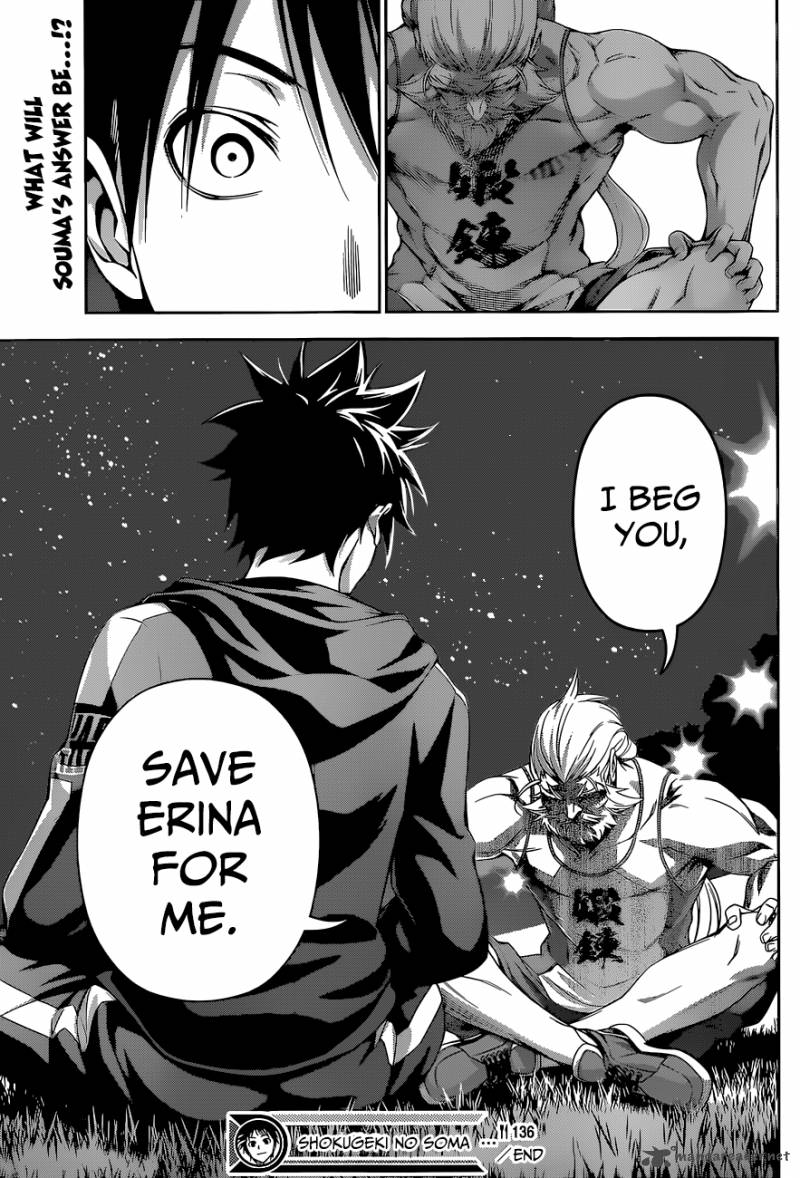 WHAT WILL
SOUMA'S ANSWER BE...!?
鍛
錬
I BEG
YOU,
SAVE
ERINA
FOR
ME.
鍛
錬
SHOKUGEKI NO SOMA ... 136
/END